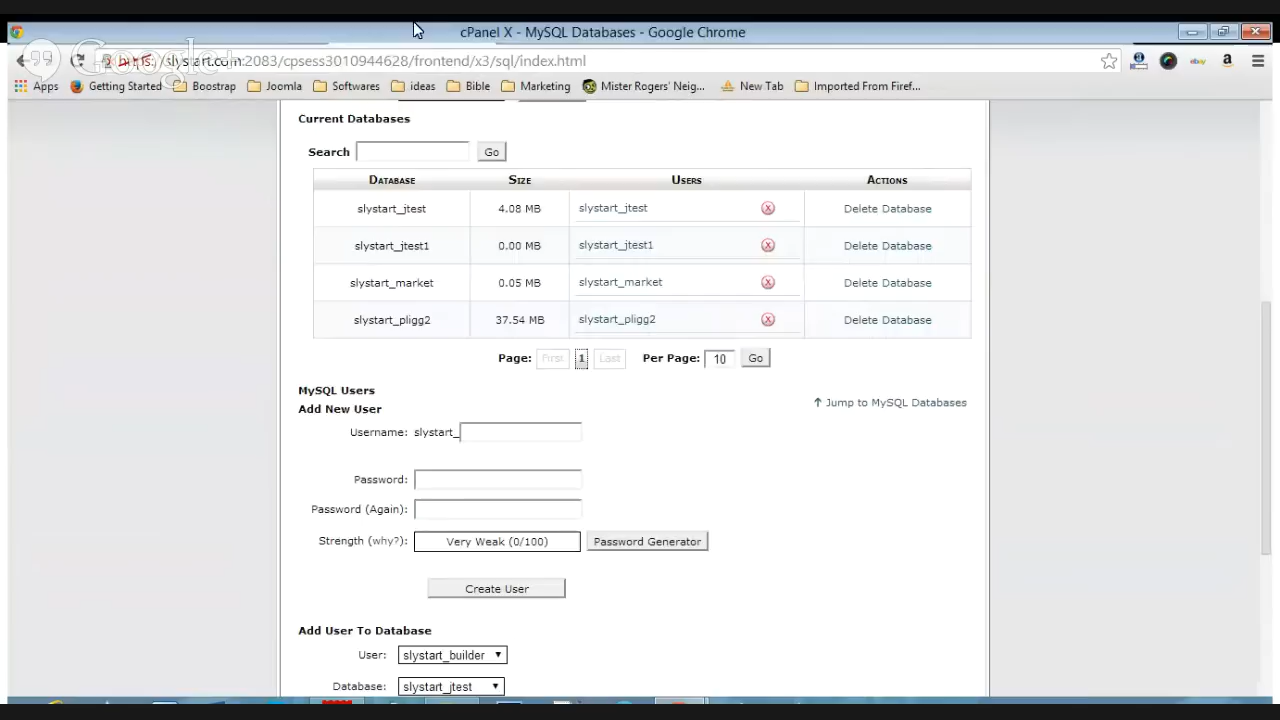 cPanel X - MySQL Databases - Google Chrome
Google+
https://slystart.com:2083/cpsess3010944628/frontend/x3/sql/index.html
Apps Getting Started Boostrap Joomla Softwares ideas Bible Marketing Mister Rogers' Neig... New Tab Imported From Firef...
Current Databases
Search Go
Database Size Users Actions
slystart_jtest 4.08 MB slystart_jtest Delete Database
slystart_jtest1 0.00 MB slystart_jtest1 Delete Database
slystart_market 0.05 MB slystart_market Delete Database
slystart_pligg2 37.54 MB slystart_pligg2 Delete Database
Page: First 1 Last Per Page: 10 Go
MySQL Users
Jump to MySQL Databases
Add New User
Username: slystart_
Password:
Password (Again):
Strength (why?): Very Weak (0/100) Password Generator
Create User
Add User To Database
User: slystart_builder
Database: slystart_jtest